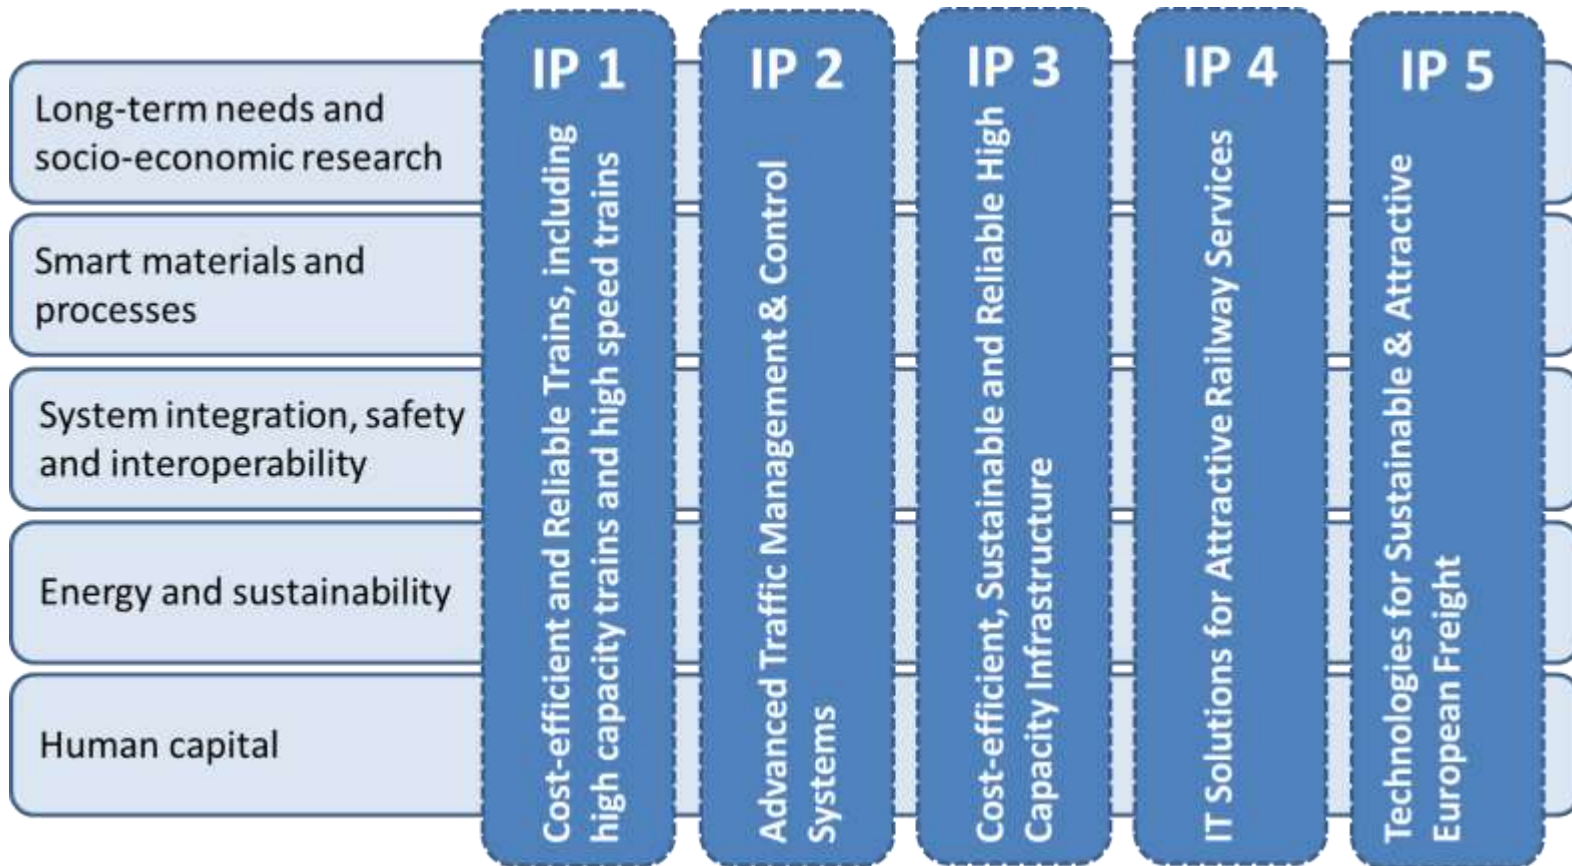 Long-term needs and
socio-economic research
Smart materials and
processes
System integration, safety
and interoperability
Energy and sustainability
Human capital
IP 1
Cost-efficient and Reliable Trains, including
high capacity trains and high speed trains
IP 2
Advanced Traffic Management & Control
Systems
IP 3
Cost-efficient, Sustainable and Reliable High
Capacity Infrastructure
IP 4
IT Solutions for Attractive Railway Services
IP 5
Technologies for Sustainable & Attractive
European Freight